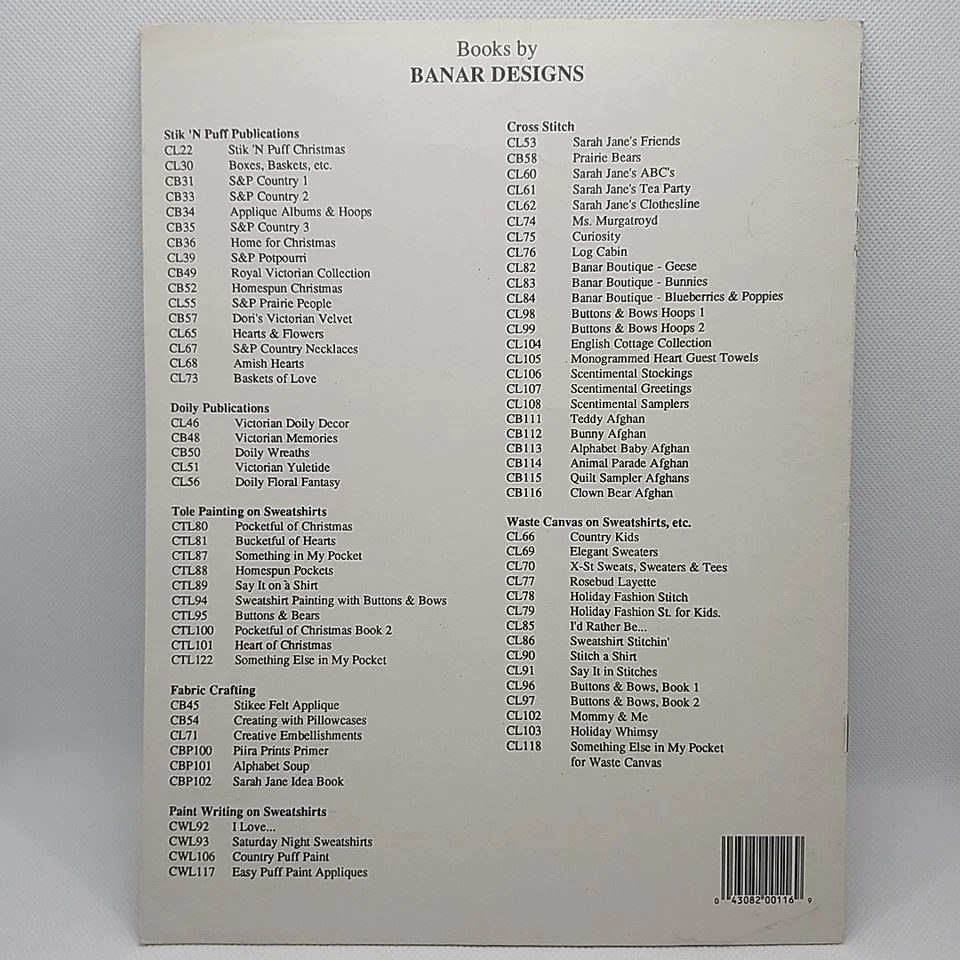 Books by
BANAR DESIGNS
Stik 'N Puff Publications
CL22 Stik 'N Puff Christmas
CL30 Boxes, Baskets, etc.
CB31 S&P Country 1
CB33 S&P Country 2
CB34 Applique Albums & Hoops
CB35 S&P Country 3
CB36 Home for Christmas
CL39 S&P Potpourri
CB49 Royal Victorian Collection
CB52 Homespun Christmas
CL55 S&P Prairie People
CB57 Dori's Victorian Velvet
CL65 Hearts & Flowers
CL67 S&P Country Necklaces
CL68 Amish Hearts
CL73 Baskets of Love
Doily Publications
CL46 Victorian Doily Decor
CB48 Victorian Memories
CB50 Doily Wreaths
CL51 Victorian Yuletide
CL56 Doily Floral Fantasy
Tole Painting on Sweatshirts
CTL80 Pocketful of Christmas
CTL81 Bucketful of Hearts
CTL87 Something in My Pocket
CTL88 Homespun Pockets
CTL89 Say It on a Shirt
CTL94 Sweatshirt Painting with Buttons & Bows
CTL95 Buttons & Bears
CTL100 Pocketful of Christmas Book 2
CTL101 Heart of Christmas
CTL122 Something Else in My Pocket
Fabric Crafting
CB45 Stikee Felt Applique
CB54 Creating with Pillowcases
CL71 Creative Embellishments
CBP100 Piira Prints Primer
CBP101 Alphabet Soup
CBP102 Sarah Jane Idea Book
Paint Writing on Sweatshirts
CWL92 I Love...
CWL93 Saturday Night Sweatshirts
CWL106 Country Puff Paint
CWL117 Easy Puff Paint Appliques
Cross Stitch
CL53 Sarah Jane's Friends
CB58 Prairie Bears
CL60 Sarah Jane's ABC's
CL61 Sarah Jane's Tea Party
CL62 Sarah Jane's Clothesline
CL74 Ms. Murgatroyd
CL75 Curiosity
CL76 Log Cabin
CL82 Banar Boutique - Geese
CL83 Banar Boutique - Bunnies
CL84 Banar Boutique - Blueberries & Poppies
CL98 Buttons & Bows Hoops 1
CL99 Buttons & Bows Hoops 2
CL104 English Cottage Collection
CL105 Monogrammed Heart Guest Towels
CL106 Scentimental Stockings
CL107 Scentimental Greetings
CL108 Scentimental Samplers
CB111 Teddy Afghan
CB112 Bunny Afghan
CB113 Alphabet Baby Afghan
CB114 Animal Parade Afghan
CB115 Quilt Sampler Afghans
CB116 Clown Bear Afghan
Waste Canvas on Sweatshirts, etc.
CL66 Country Kids
CL69 Elegant Sweaters
CL70 X-St Sweats, Sweaters & Tees
CL77 Rosebud Layette
CL78 Holiday Fashion Stitch
CL79 Holiday Fashion St. for Kids.
CL85 I'd Rather Be...
CL86 Sweatshirt Stitchin'
CL90 Stitch a Shirt
CL91 Say It in Stitches
CL96 Buttons & Bows, Book 1
CL97 Buttons & Bows, Book 2
CL102 Mommy & Me
CL103 Holiday Whimsy
CL118 Something Else in My Pocket
for Waste Canvas
0 43082 00116 9